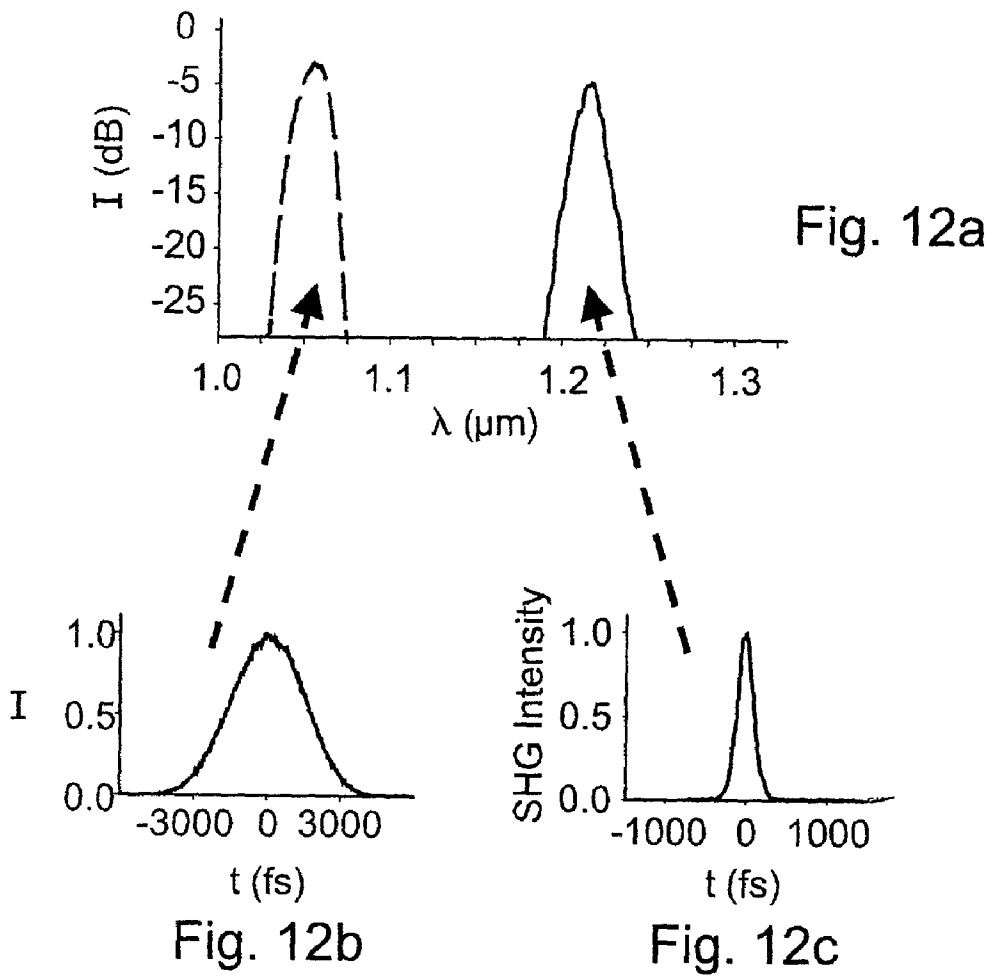 0
-5
-10
-15
-20
-25
I (dB)
1.0 1.1 1.2 1.3
λ (µm)
Fig. 12a
1.0
0.5
0.0
I
-3000 0 3000
t (fs)
Fig. 12b
SHG Intensity
1.0
0.5
0.0
-1000 0 1000
t (fs)
Fig. 12c